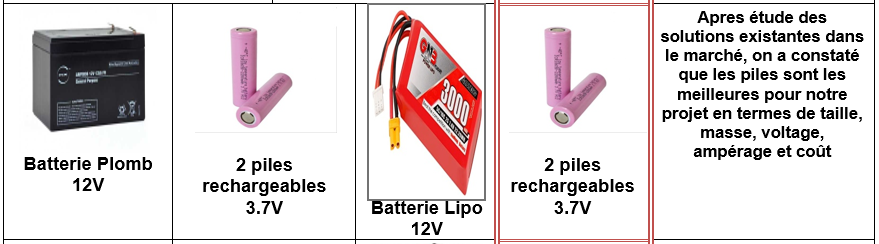 Batterie Plomb
12V
2 piles
rechargeables
3.7V
3000
Batterie Lipo
12V
2 piles
rechargeables
3.7V
Apres étude des
solutions existantes dans
le marché, on a constaté
que les piles sont les
meilleures pour notre
projet en termes de taille,
masse, voltage,
ampérage et coût